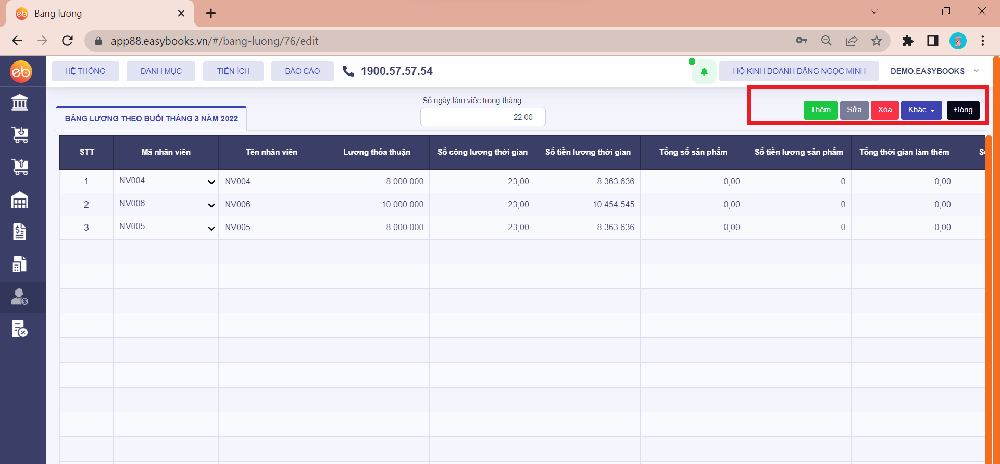 eb Bảng lương
app88.easybooks.vn/#/bang-luong/76/edit
eb HỆ THỐNG DANH MỤC TIỆN ÍCH BÁO CÁO 1900.57.57.54 HỘ KINH DOANH ĐẶNG NGỌC MINH DEMO.EASYBOOKS
Số ngày làm việc trong tháng
BẢNG LƯƠNG THEO BUỔI THÁNG 3 NĂM 2022 22,00 Thêm Sửa Xóa Khác Đóng
STT Mã nhân viên Tên nhân viên Lương thỏa thuận Số công lương thời gian Số tiền lương thời gian Tổng số sản phẩm Số tiền lương sản phẩm Tổng thời gian làm thêm
1 NV004 NV004 8.000.000 23,00 8.363.636 0,00 0 0,00
2 NV006 NV006 10.000.000 23,00 10.454.545 0,00 0 0,00
3 NV005 NV005 8.000.000 23,00 8.363.636 0,00 0 0,00